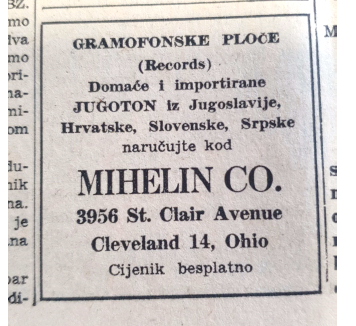 GRAMOFONSKE PLOČE
(Records)
Domaće i importirane
JUGOTON iz Jugoslavije,
Hrvatske, Slovenske, Srpske
naručujte kod
MIHELIN CO.
3956 St. Clair Avenue
Cleveland 14, Ohio
Cijenik besplatno